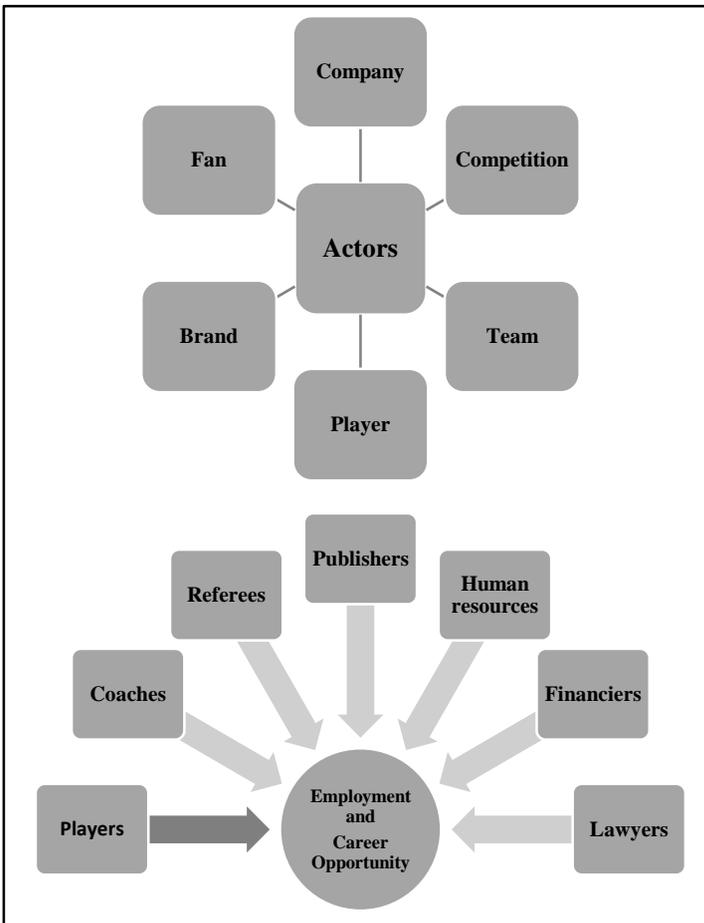 Company
Fan
Competition
Actors
Brand
Team
Player
Publishers
Referees
Human
resources
Coaches
Financiers
Players
Employment
and
Career
Opportunity
Lawyers